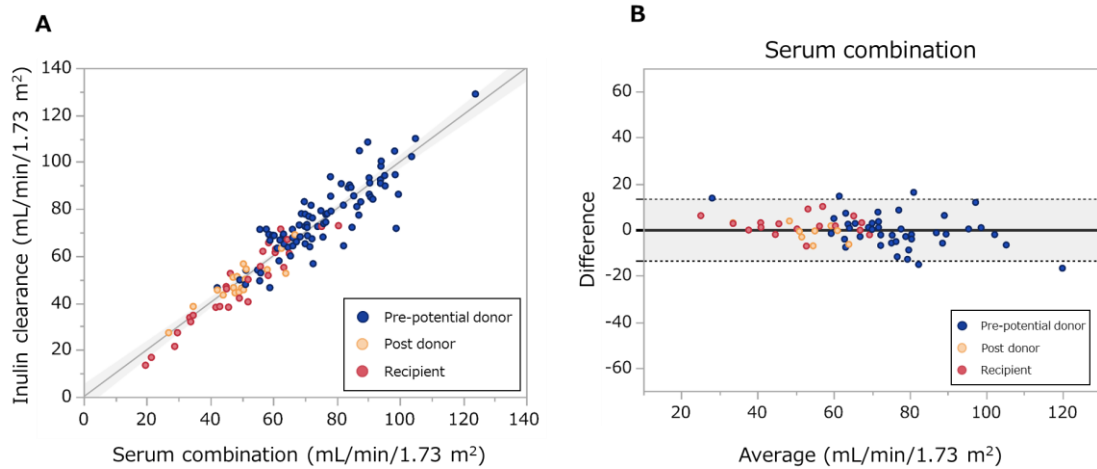 A
Inulin clearance (mL/min/1.73 m²)
140
120
100
80
60
40
20
0
0 20 40 60 80 100 120 140
Serum combination (mL/min/1.73 m²)
Pre-potential donor
Post donor
Recipient
B
Serum combination
Difference
60
40
20
0
-20
-40
-60
20 40 60 80 100 120
Average (mL/min/1.73 m²)
Pre-potential donor
Post donor
Recipient